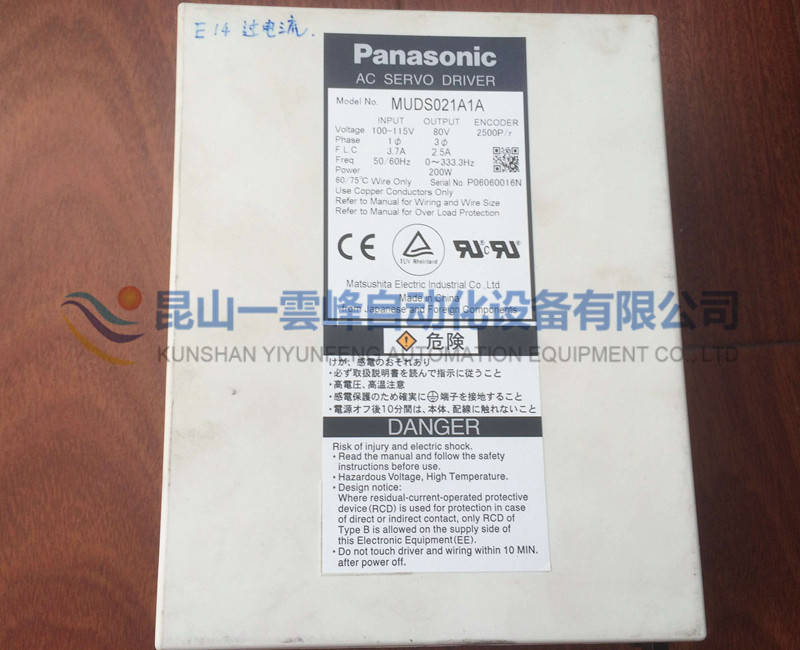 E 14 过电流.
Panasonic
AC SERVO DRIVER
Model No. MUDS021A1A
INPUT OUTPUT ENCODER
Voltage 100-115V 80V 2500P/r
Phase 1ϕ 3ϕ
F.L.C 3.7A 2.5A
Freq 50/60Hz 0~333.3Hz
Power 200W
60/75℃ Wire Only Serial No. P06060016N
Use Copper Conductors Only
Refer to Manual for Wiring and Wire Size
Refer to Manual for Over Load Protection
CE TÜV Rheinland RU c RU
Matsushita Electric Industrial Co.,Ltd
Made in China
from Japanese and Foreign Components
昆山一雲峰自动化设备有限公司
KUNSHAN YIYUNFENG AUTOMATION EQUIPMENT CO., LTD
危険
けが、感電のおそれあり
・必ず取扱説明書を読んで指示に従うこと
・高電圧、高温注意
・感電保護のため確実に端子を接地すること
・電源オフ後10分間は、本体、配線に触れないこと
DANGER
Risk of injury and electric shock.
・Read the manual and follow the safety
instructions before use.
・Hazardous Voltage, High Temperature.
・Design notice:
Where residual-current-operated protective
device(RCD) is used for protection in case
of direct or indirect contact, only RCD of
Type B is allowed on the supply side of
this Electronic Equipment(EE).
・Do not touch driver and wiring within 10 MIN.
after power off.